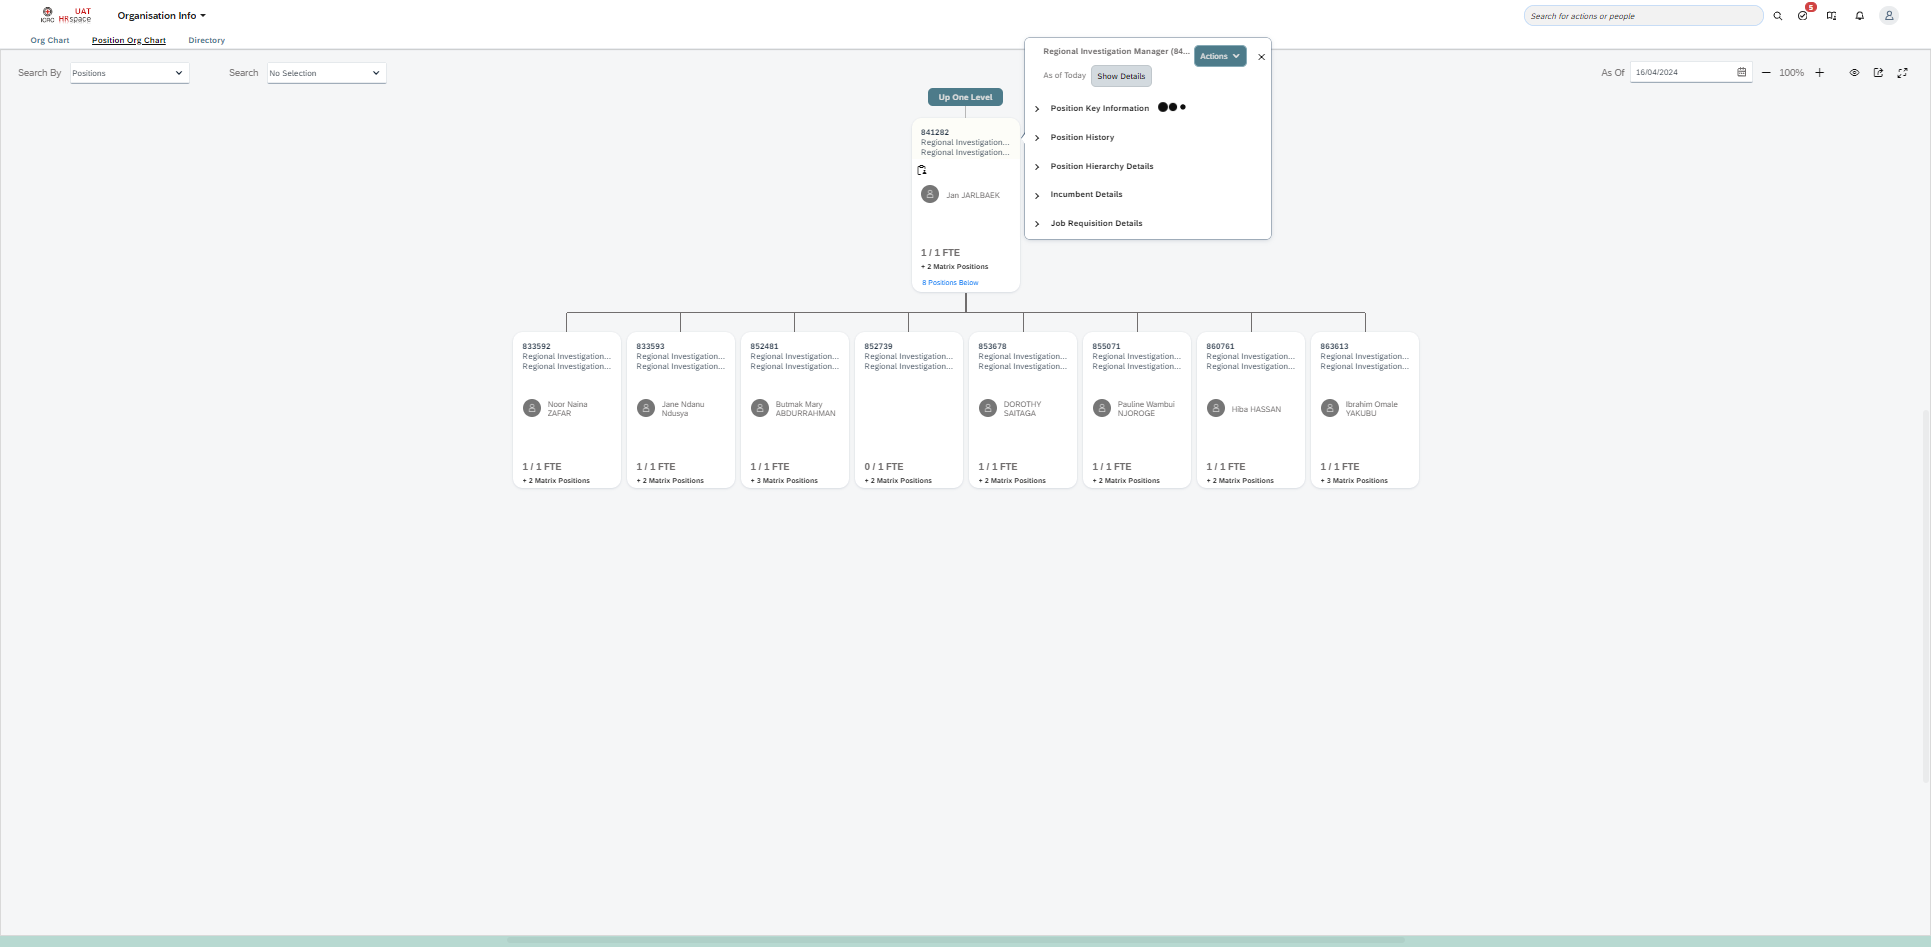 ICRC
UAT
HRspace
Organisation Info
Search for actions or people
5
Org Chart
Position Org Chart
Directory
Search By
Positions
Search
No Selection
As Of
16/04/2024
100%
Regional Investigation Manager (84...
Actions
As of Today
Show Details
Position Key Information
Position History
Position Hierarchy Details
Incumbent Details
Job Requisition Details
Up One Level
841282
Regional Investigation...
Regional Investigation...
Jan JARLBAEK
1 / 1 FTE
+ 2 Matrix Positions
8 Positions Below
833592
Regional Investigation...
Regional Investigation...
Noor Naina
ZAFAR
1 / 1 FTE
+ 2 Matrix Positions
833593
Regional Investigation...
Regional Investigation...
Jane Ndanu
Ndusya
1 / 1 FTE
+ 2 Matrix Positions
852481
Regional Investigation...
Regional Investigation...
Butmak Mary
ABDURRAHMAN
1 / 1 FTE
+ 3 Matrix Positions
852739
Regional Investigation...
Regional Investigation...
0 / 1 FTE
+ 2 Matrix Positions
853678
Regional Investigation...
Regional Investigation...
DOROTHY
SAITAGA
1 / 1 FTE
+ 2 Matrix Positions
855071
Regional Investigation...
Regional Investigation...
Pauline Wambui
NJOROGE
1 / 1 FTE
+ 2 Matrix Positions
860761
Regional Investigation...
Regional Investigation...
Hiba HASSAN
1 / 1 FTE
+ 2 Matrix Positions
863613
Regional Investigation...
Regional Investigation...
Ibrahim Omale
YAKUBU
1 / 1 FTE
+ 3 Matrix Positions